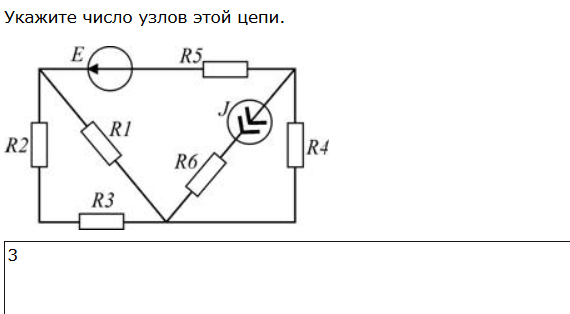 Укажите число узлов этой цепи.
E
R5
J
R1
R2
R6
R4
R3
3